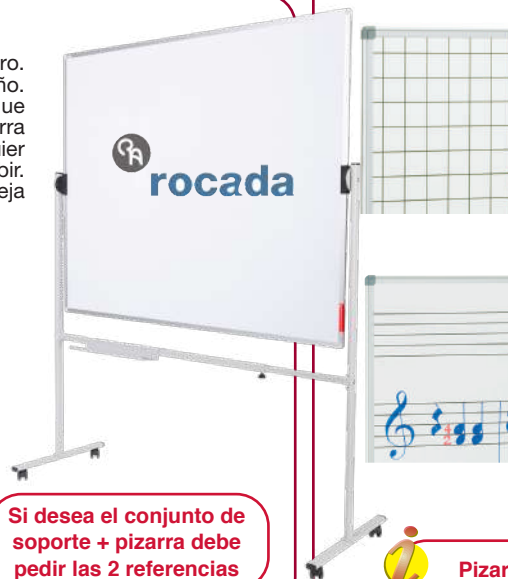 ro.
ño.
ue
rra
ier
bir.
eja
rocada
Si desea el conjunto de
soporte + pizarra debe
pedir las 2 referencias
i
Pizar